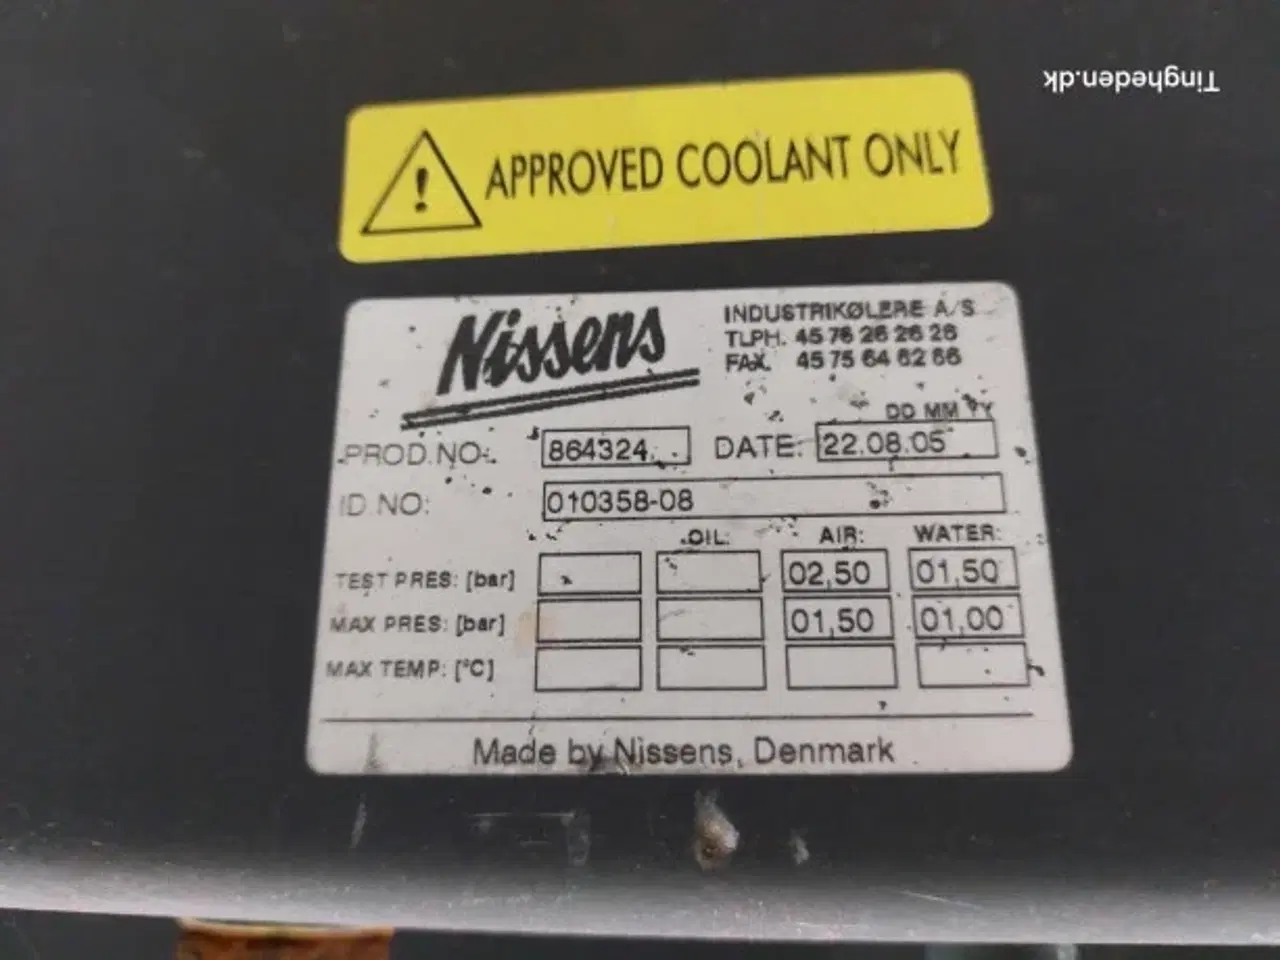 Tingheden.dk
! APPROVED COOLANT ONLY
Nissens
INDUSTRIKØLERE A/S
TLPH. 45 76 26 26 26
FAX. 45 75 64 62 66
DD MM YY
PROD.NO: 864324 DATE: 22.08.05
ID NO: 010358-08
OIL: AIR: WATER:
TEST PRES: [bar] 02,50 01,50
MAX PRES: [bar] 01,50 01,00
MAX TEMP: [°C]
Made by Nissens, Denmark